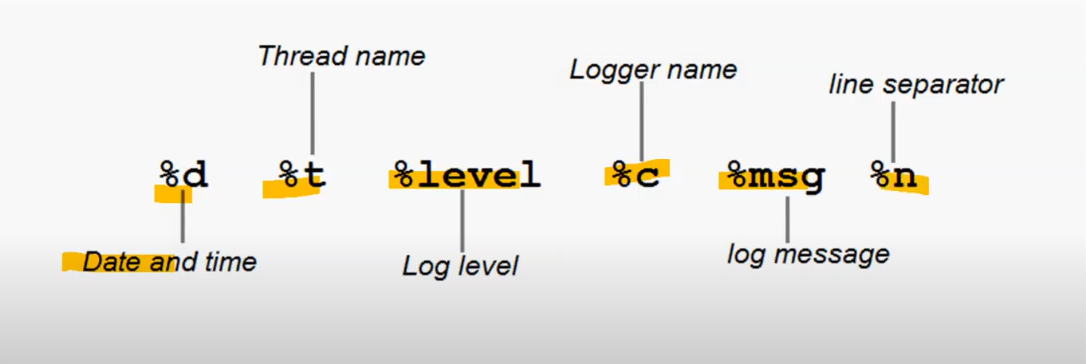 Thread name
Logger name
line separator
%d %t %level %c %msg %n
Date and time
Log level
log message